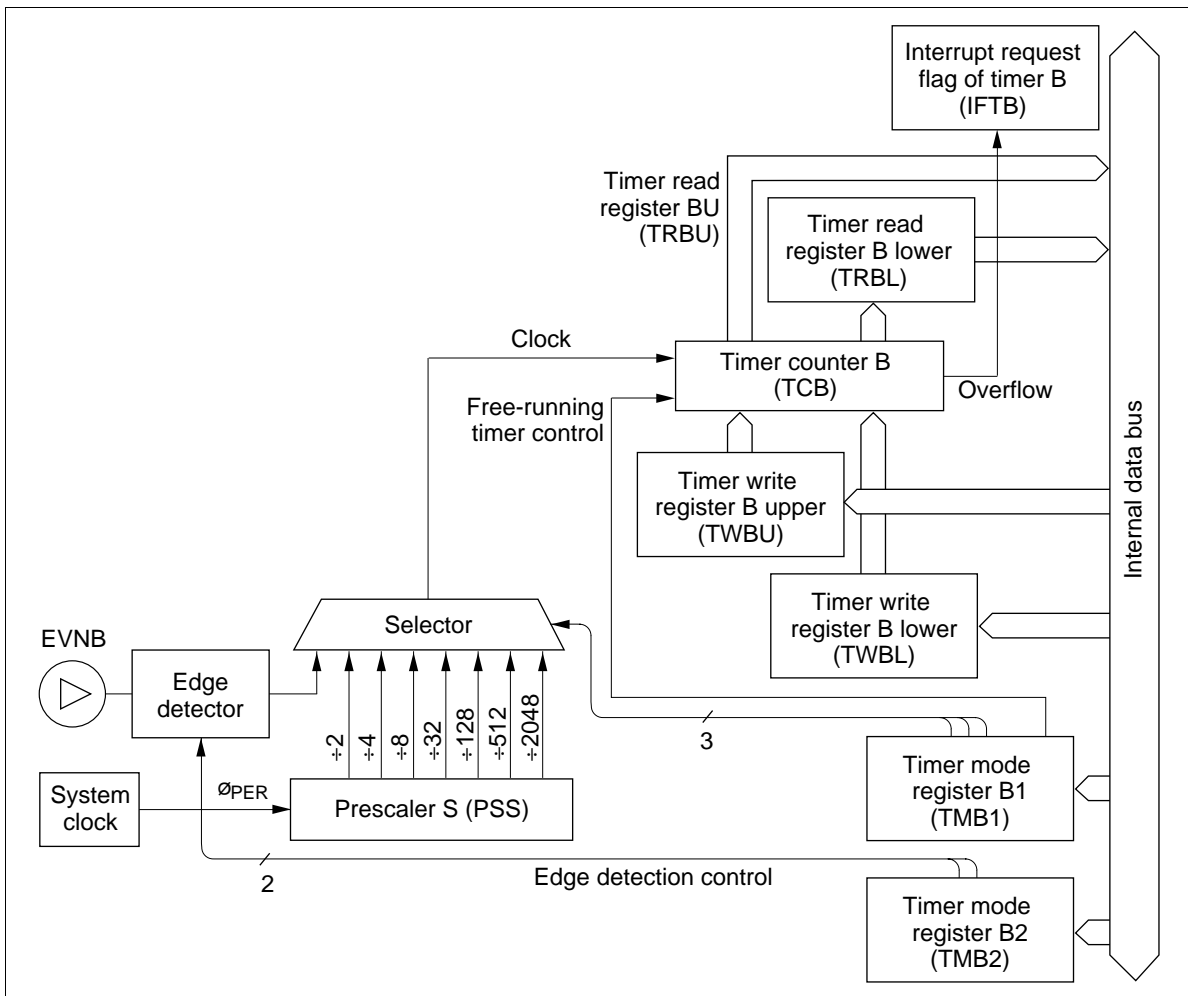 Interrupt request
flag of timer B
(IFTB)
Timer read
register BU
(TRBU)
Timer read
register B lower
(TRBL)
Clock
Timer counter B
(TCB)
Overflow
Free-running
timer control
Timer write
register B upper
(TWBU)
Internal data bus
Timer write
register B lower
(TWBL)
Selector
EVNB
Edge
detector
÷2
÷4
÷8
÷32
÷128
÷512
÷2048
3
System
clock
ØPER
Prescaler S (PSS)
Timer mode
register B1
(TMB1)
2
Edge detection control
Timer mode
register B2
(TMB2)